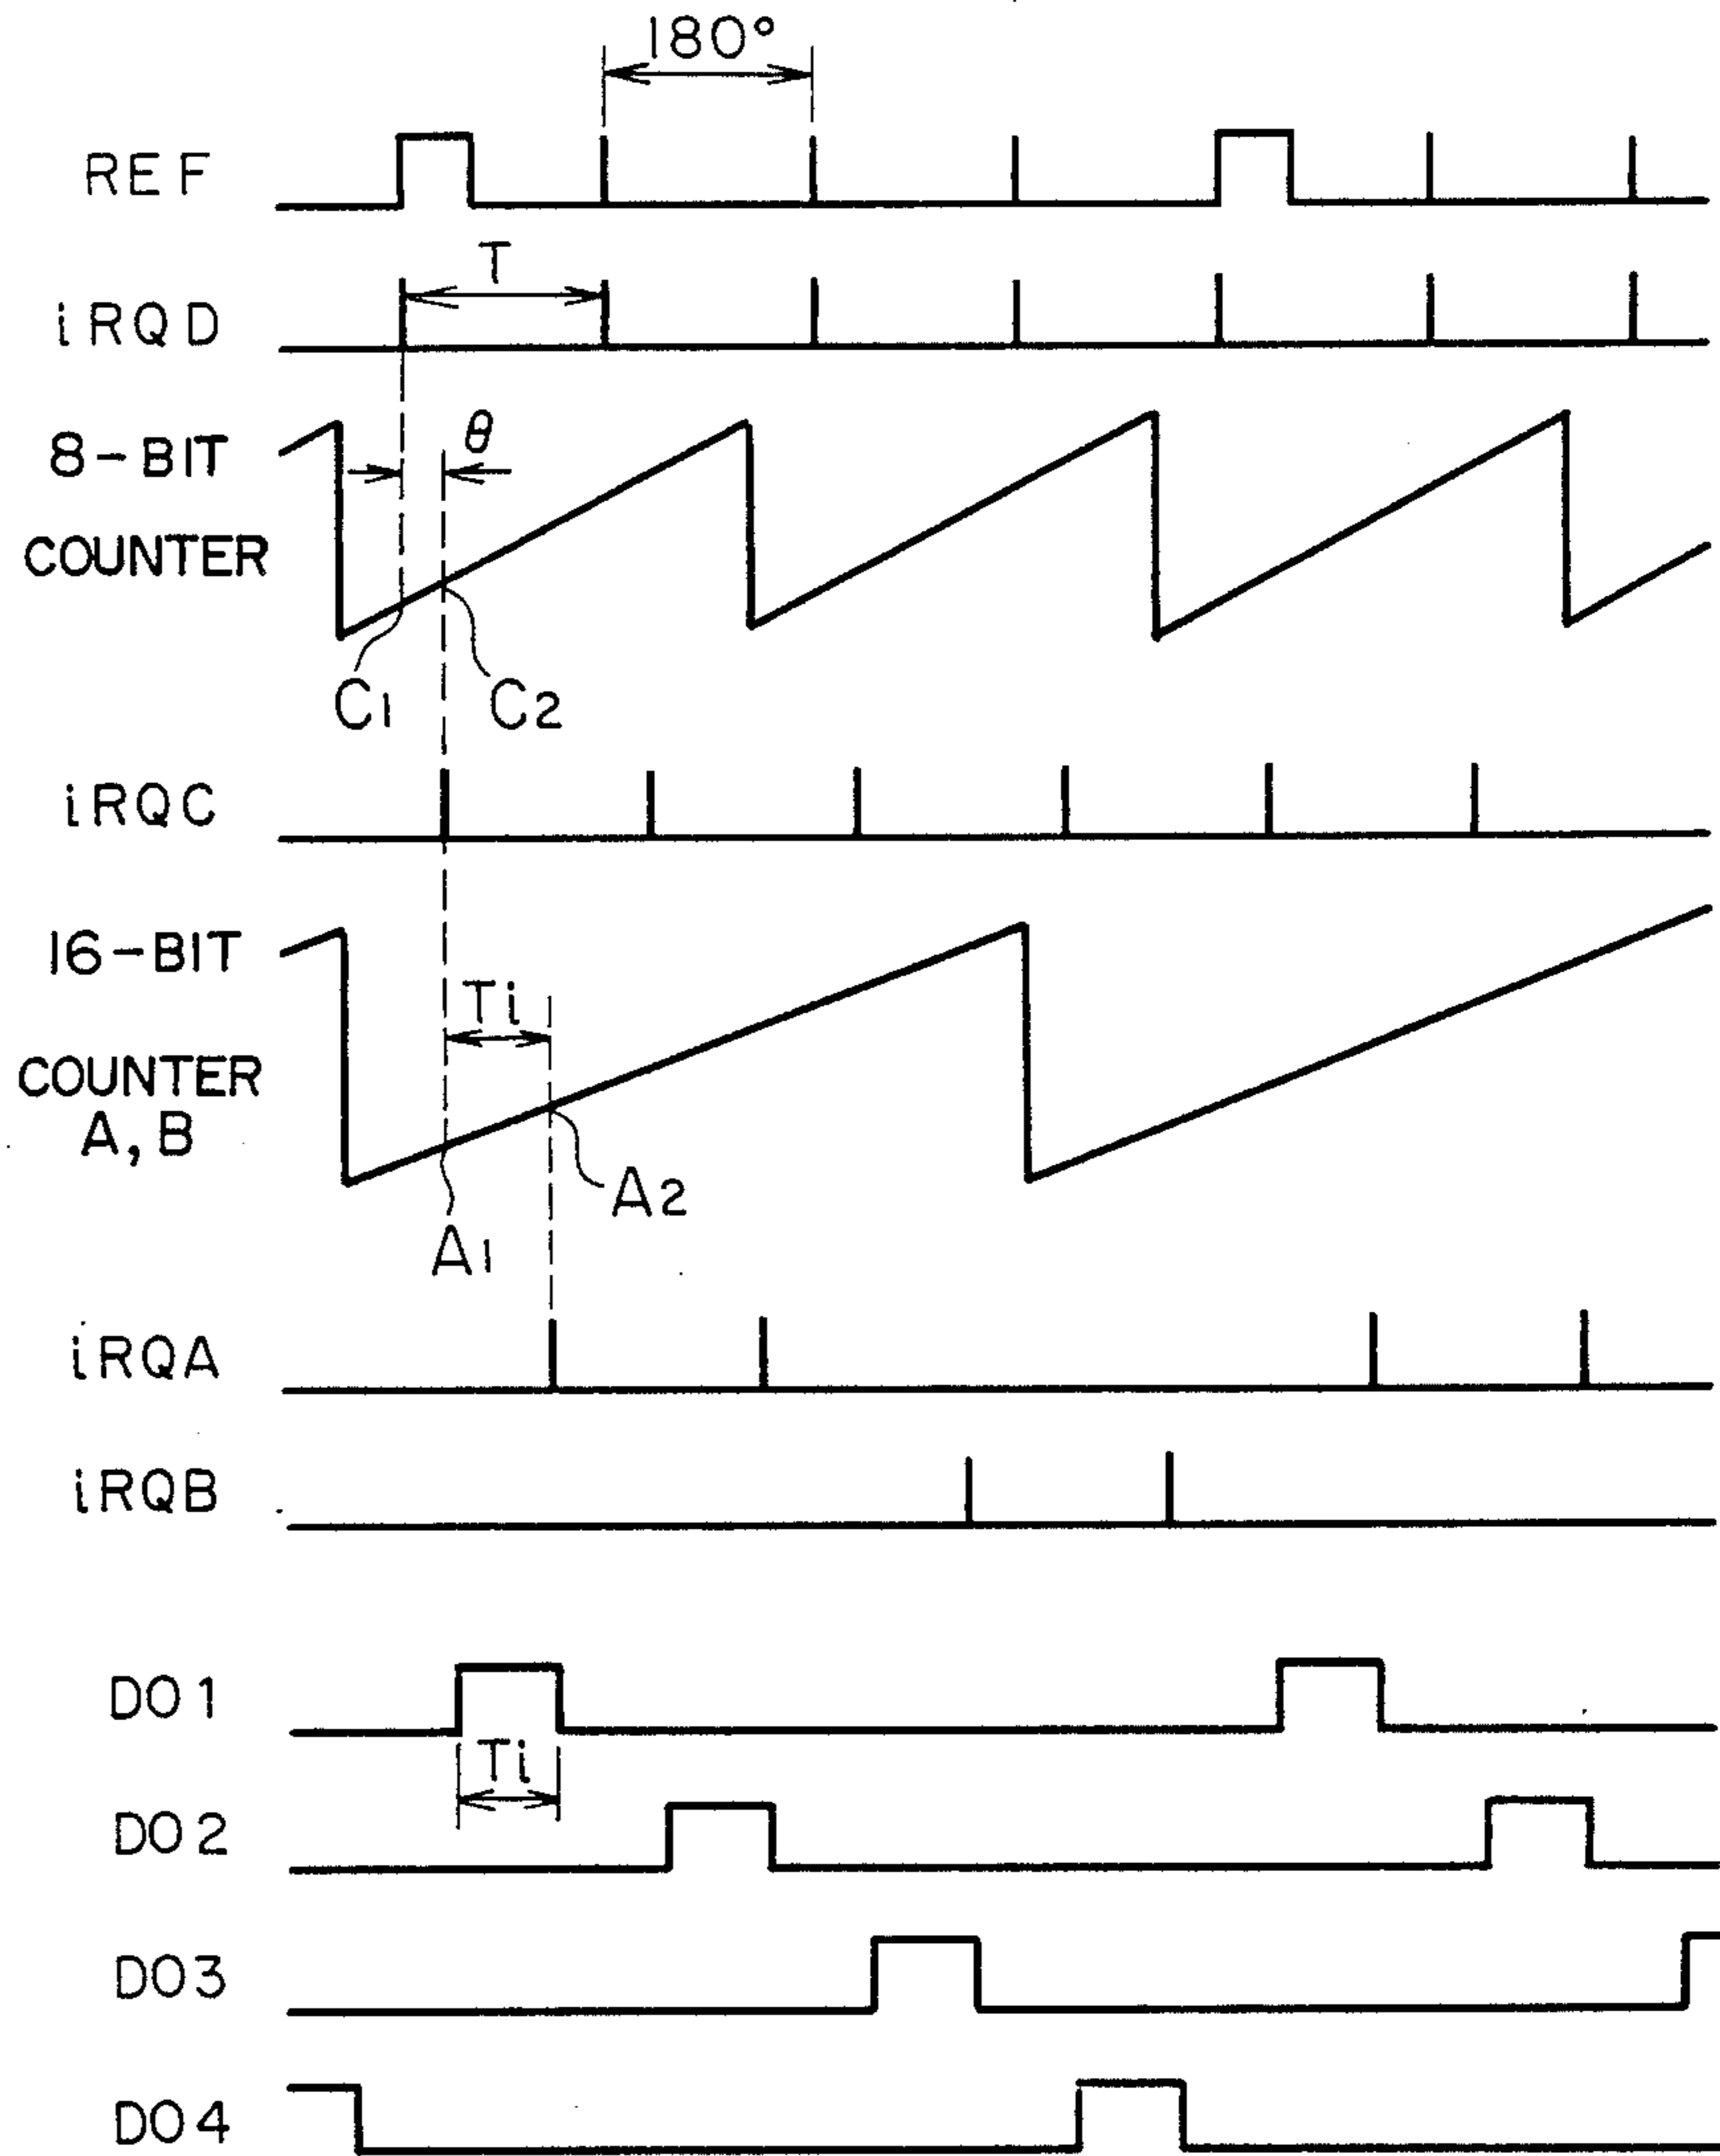 180°
REF
T
iRQD
8-BIT
COUNTER
θ
C1
C2
iRQC
16-BIT
COUNTER
A, B
Ti
A1
A2
iRQA
iRQB
DO1
Ti
DO2
DO3
DO4